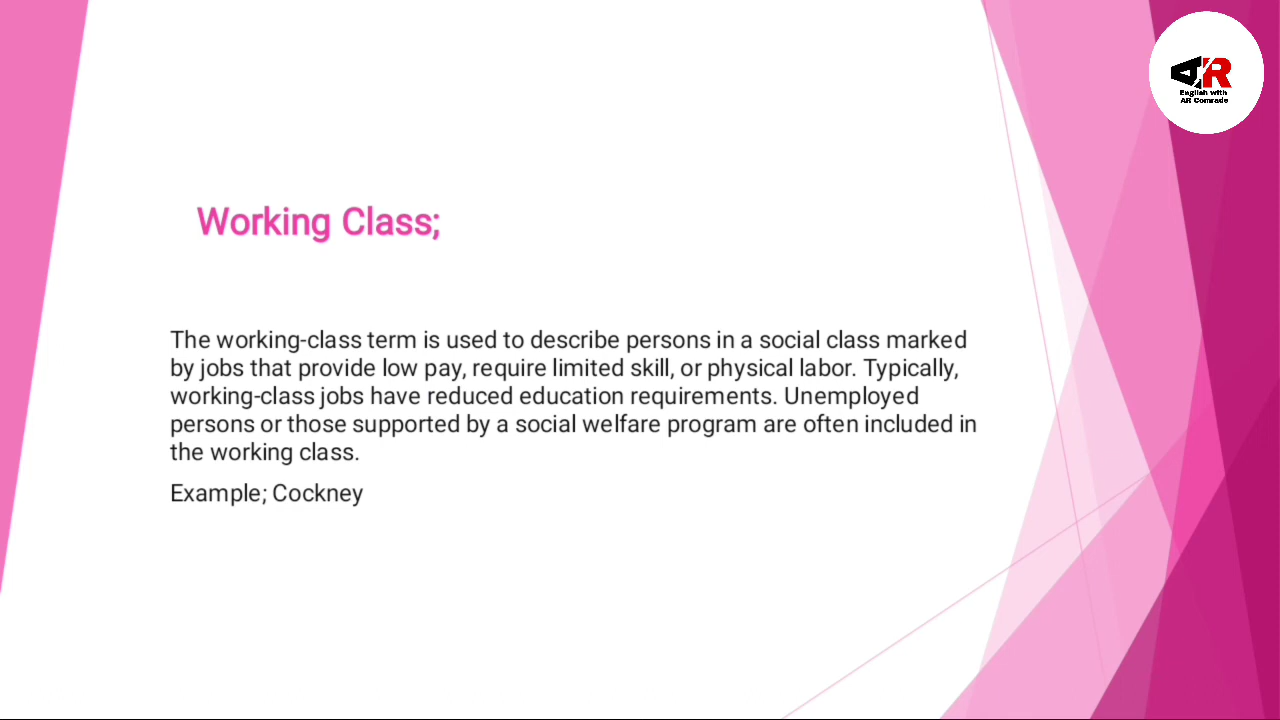 AR
English with
AR Comrade
Working Class;
The working-class term is used to describe persons in a social class marked
by jobs that provide low pay, require limited skill, or physical labor. Typically,
working-class jobs have reduced education requirements. Unemployed
persons or those supported by a social welfare program are often included in
the working class.
Example; Cockney